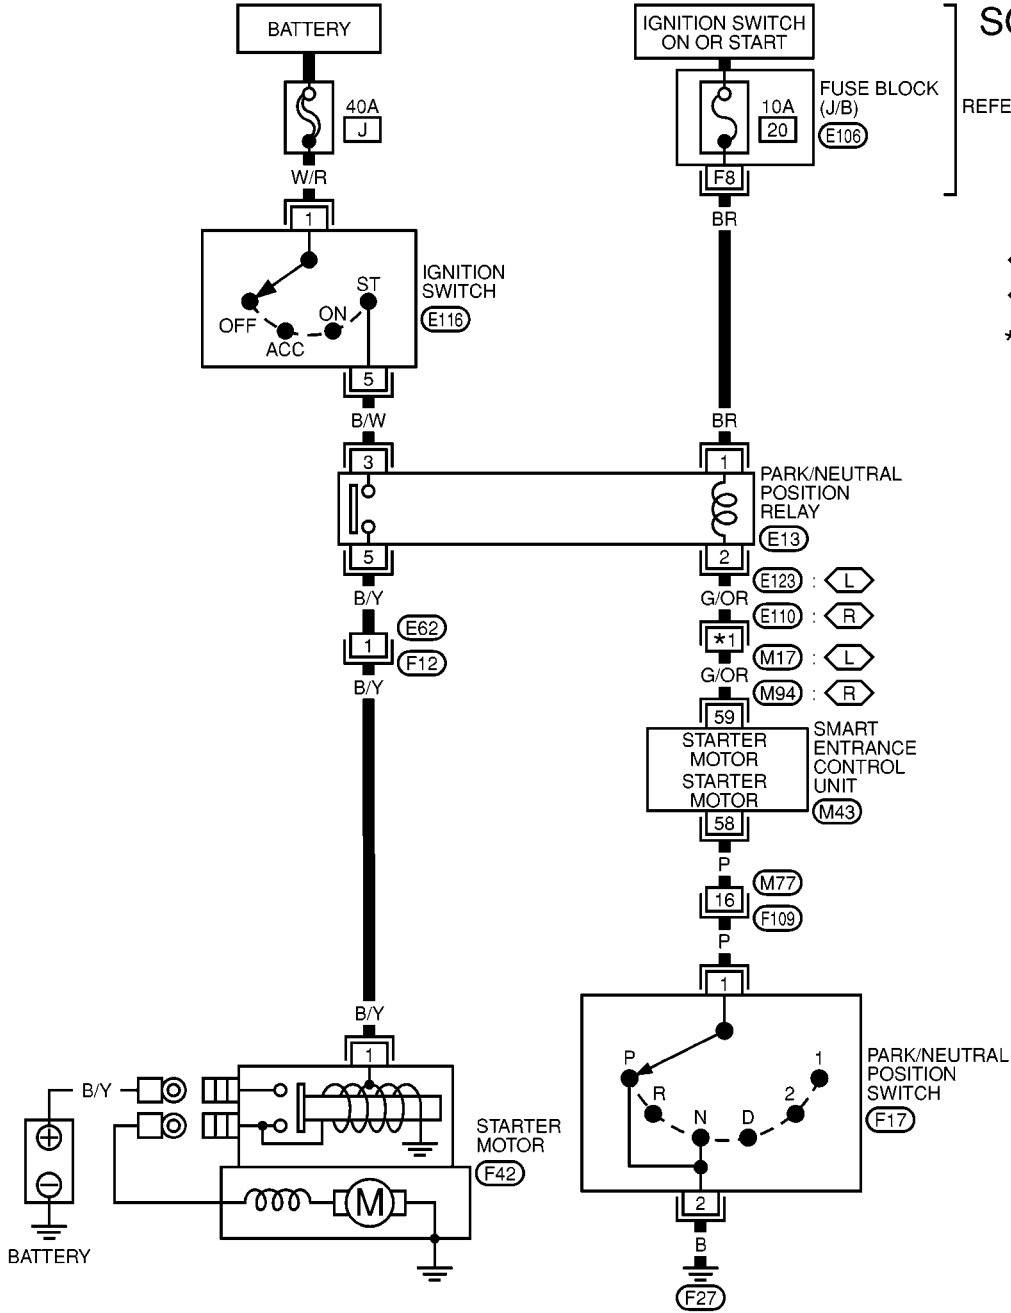 BATTERY
40A
J
W/R
1
IGNITION
SWITCH
E116
ST
ON
OFF
ACC
5
B/W
3
5
B/Y
E62
1
F12
B/Y
B/Y
1
STARTER
MOTOR
F42
B/Y
M
BATTERY
IGNITION SWITCH
ON OR START
FUSE BLOCK
(J/B)
E106
10A
20
F8
REFE
BR
BR
1
PARK/NEUTRAL
POSITION
RELAY
E13
2
G/OR
E123 : L
E110 : R
*1
M17 : L
M94 : R
G/OR
59
STARTER
MOTOR
STARTER
MOTOR
SMART
ENTRANCE
CONTROL
UNIT
M43
58
P
M77
16
F109
P
1
PARK/NEUTRAL
POSITION
SWITCH
F17
P
R
N
D
2
1
2
B
F27
*